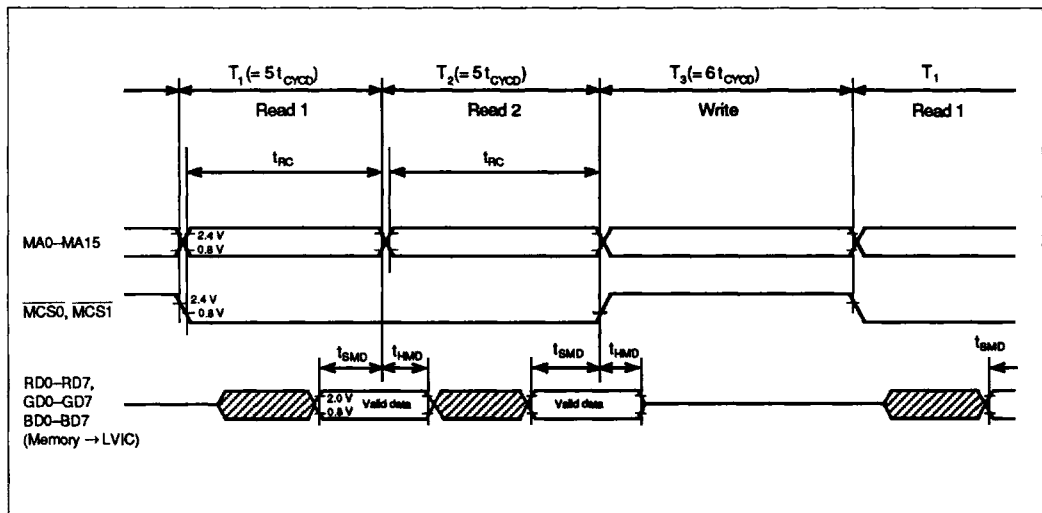 T1 (= 5 tCYCD) T2 (= 5 tCYCD) T3 (= 6 tCYCD) T1
Read 1 Read 2 Write Read 1
tRC tRC
MA0–MA15 2.4 V
0.8 V
MCS0, MCS1 2.4 V
0.8 V
tSMD tHMD tSMD tHMD tSMD
RD0–RD7,
GD0–GD7 2.0 V Valid data Valid data
BD0–BD7 0.8 V
(Memory → LVIC)